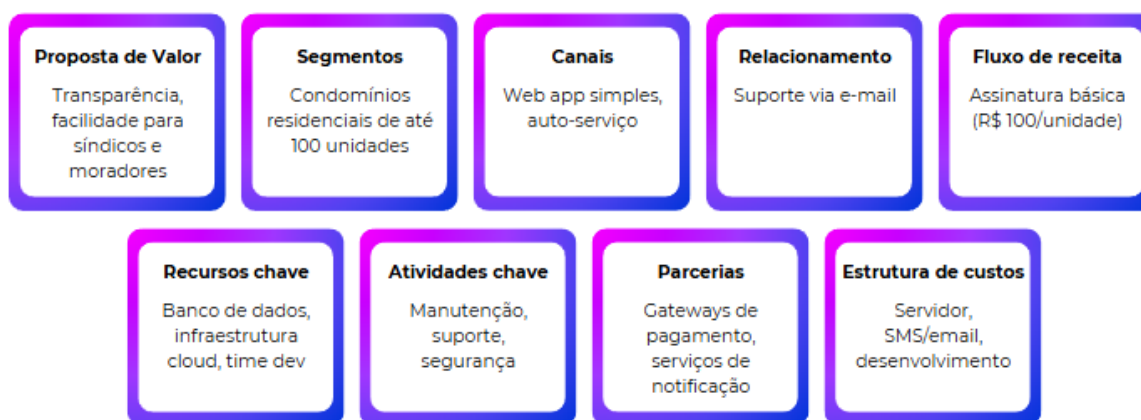 Proposta de Valor
Transparência,
facilidade para
síndicos e
moradores
Segmentos
Condomínios
residenciais de até
100 unidades
Canais
Web app simples,
auto-serviço
Relacionamento
Suporte via e-mail
Fluxo de receita
Assinatura básica
(R$ 100/unidade)
Recursos chave
Banco de dados,
infraestrutura
cloud, time dev
Atividades chave
Manutenção,
suporte,
segurança
Parcerias
Gateways de
pagamento,
serviços de
notificação
Estrutura de custos
Servidor,
SMS/email,
desenvolvimento